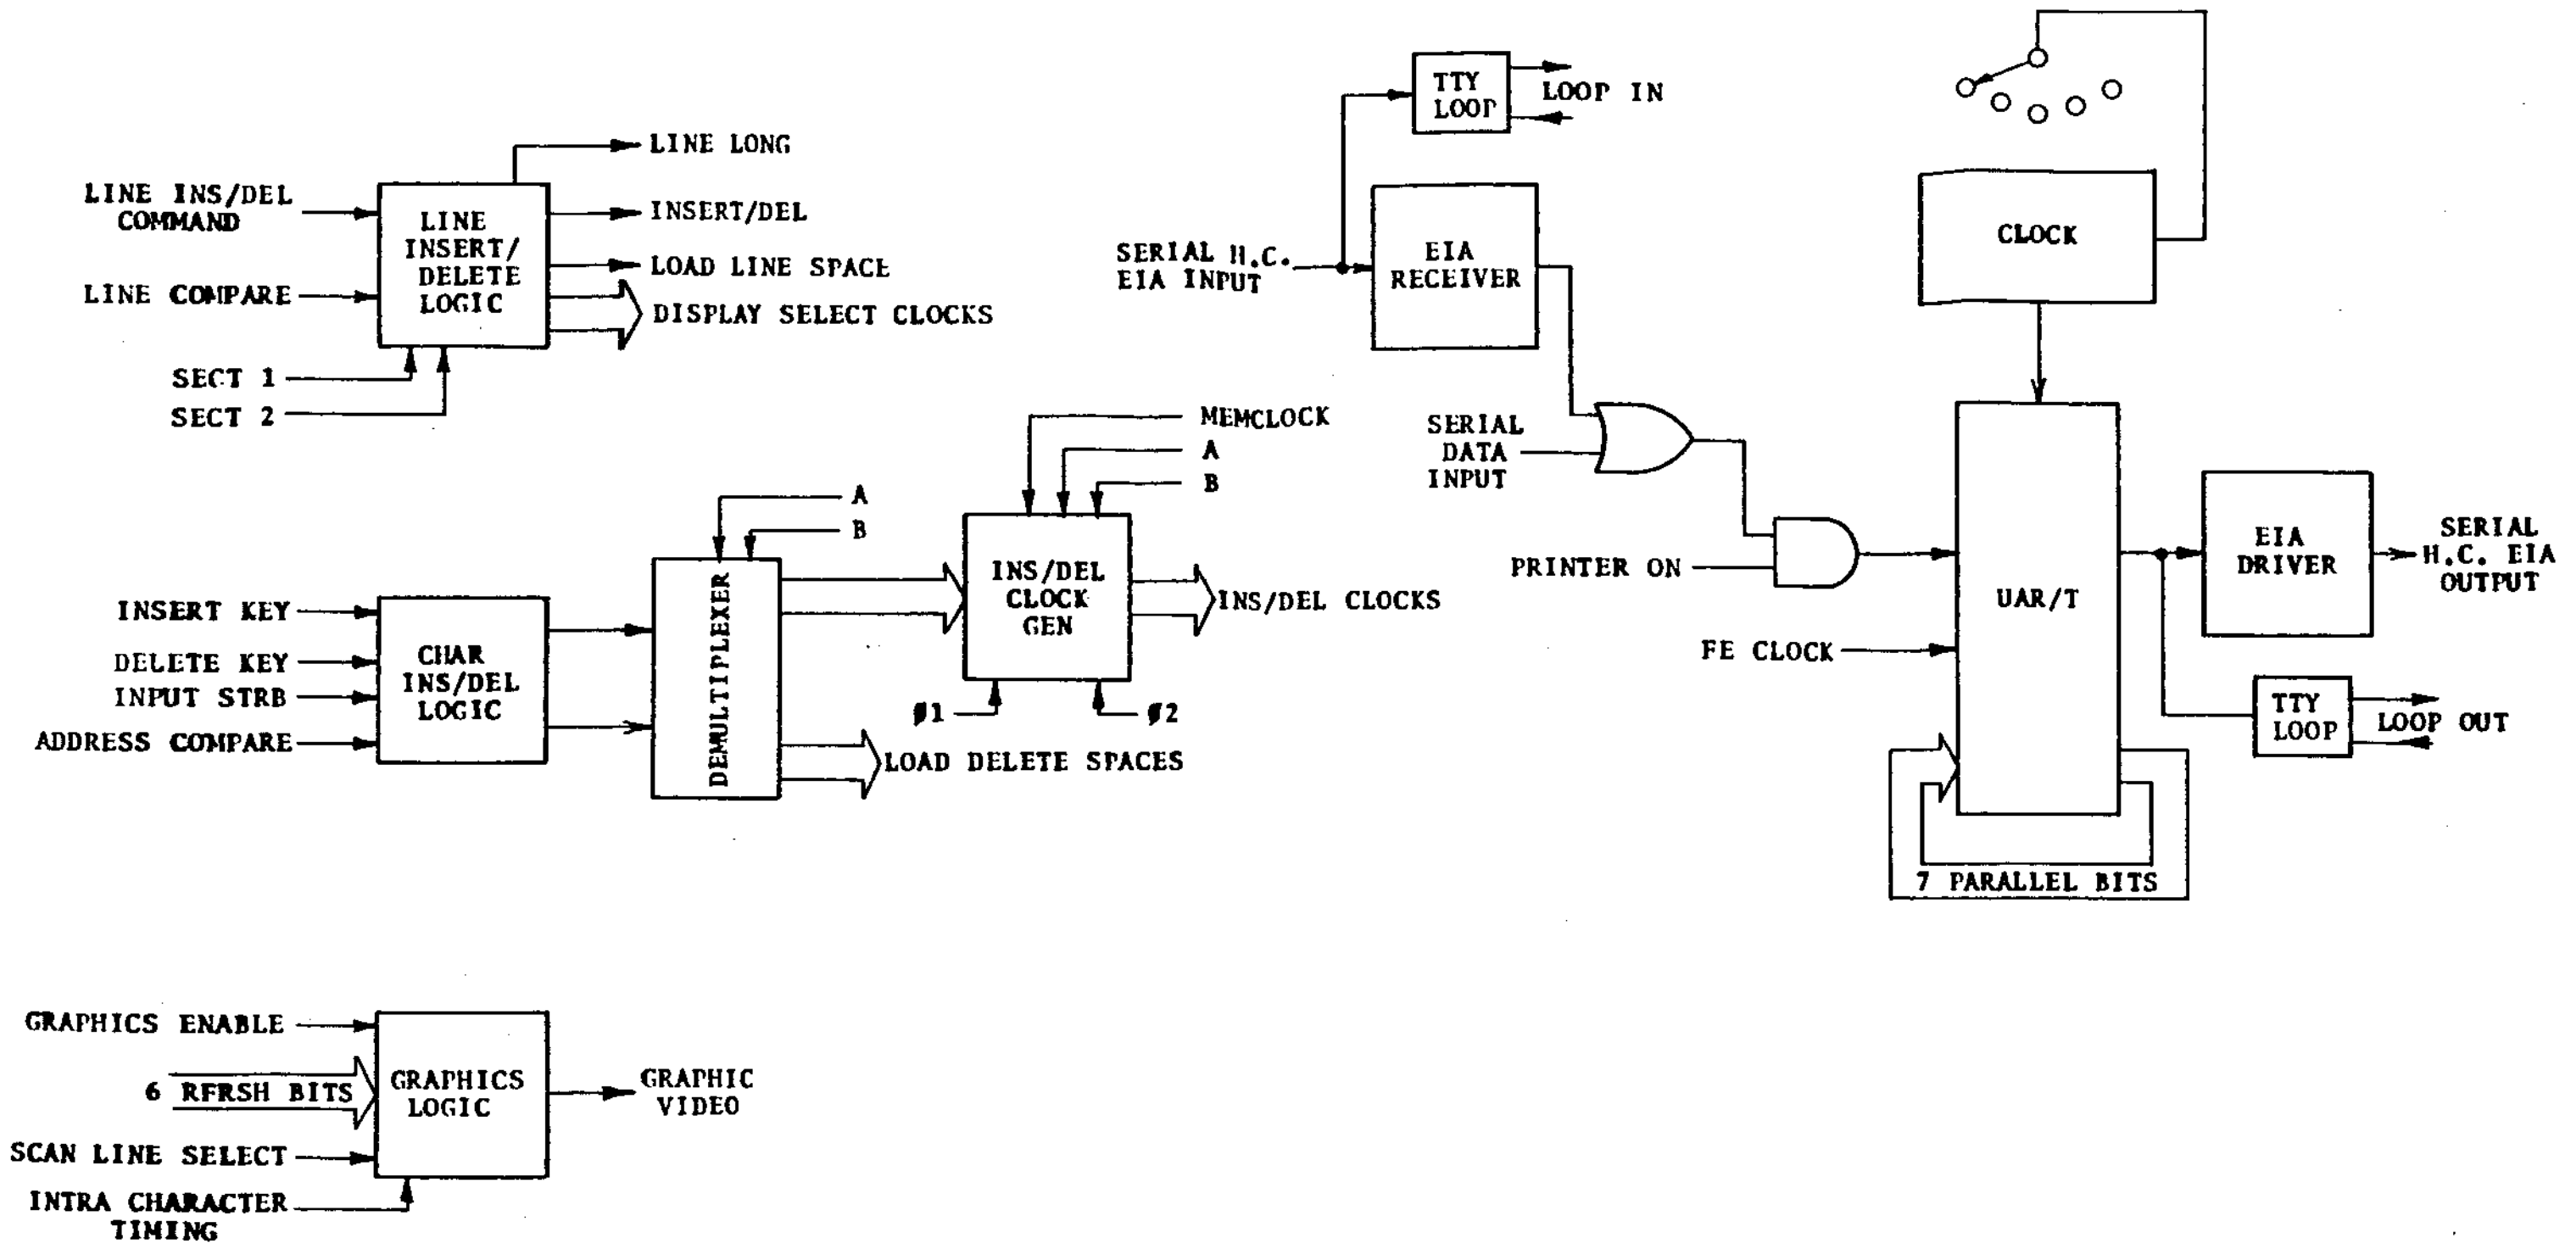 LINE LONG
LINE INS/DEL
COMMAND
LINE COMPARE
LINE
INSERT/
DELETE
LOGIC
INSERT/DEL
LOAD LINE SPACE
DISPLAY SELECT CLOCKS
SECT 1
SECT 2
MEMCLOCK
A
B
A
B
INSERT KEY
DELETE KEY
INPUT STRB
ADDRESS COMPARE
CHAR
INS/DEL
LOGIC
DEMULTIPLEXER
INS/DEL
CLOCK
GEN
INS/DEL CLOCKS
Ø1
Ø2
LOAD DELETE SPACES
GRAPHICS ENABLE
6 RFRSH BITS
SCAN LINE SELECT
INTRA CHARACTER
TIMING
GRAPHICS
LOGIC
GRAPHIC
VIDEO
TTY
LOOP
LOOP IN
SERIAL H.C.
EIA INPUT
EIA
RECEIVER
SERIAL
DATA
INPUT
PRINTER ON
FE CLOCK
CLOCK
UAR/T
7 PARALLEL BITS
EIA
DRIVER
SERIAL
H.C. EIA
OUTPUT
TTY
LOOP
LOOP OUT